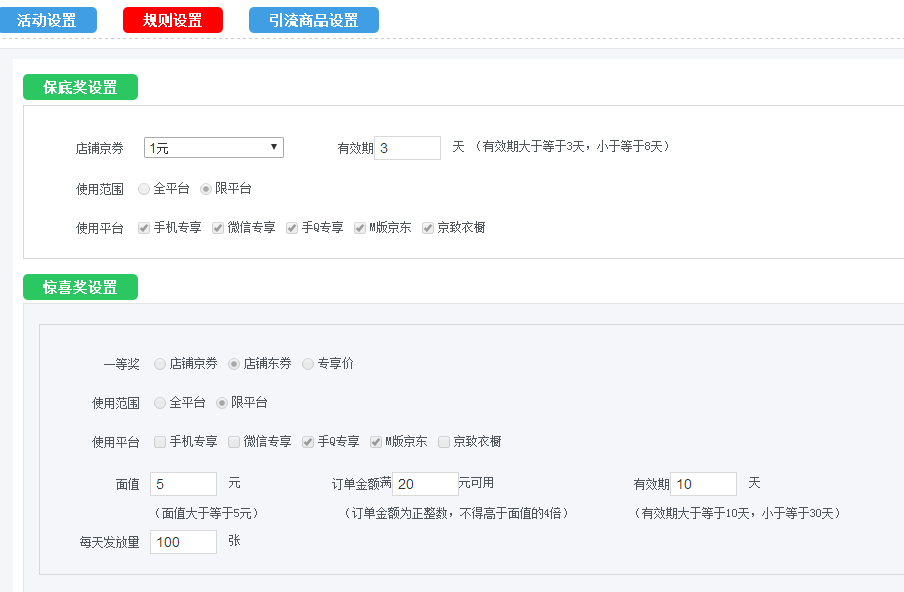 活动设置 规则设置 引流商品设置
保底奖设置
店铺京券 1元 有效期 3 天 （有效期大于等于3天，小于等于8天）
使用范围 全平台 限平台
使用平台 手机专享 微信专享 手Q专享 M版京东 京致衣橱
惊喜奖设置
一等奖 店铺京券 店铺东券 专享价
使用范围 全平台 限平台
使用平台 手机专享 微信专享 手Q专享 M版京东 京致衣橱
面值 5 元 订单金额满 20 元可用 有效期 10 天
（面值大于等于5元） （订单金额为正整数，不得高于面值的4倍） （有效期大于等于10天，小于等于30天）
每天发放量 100 张